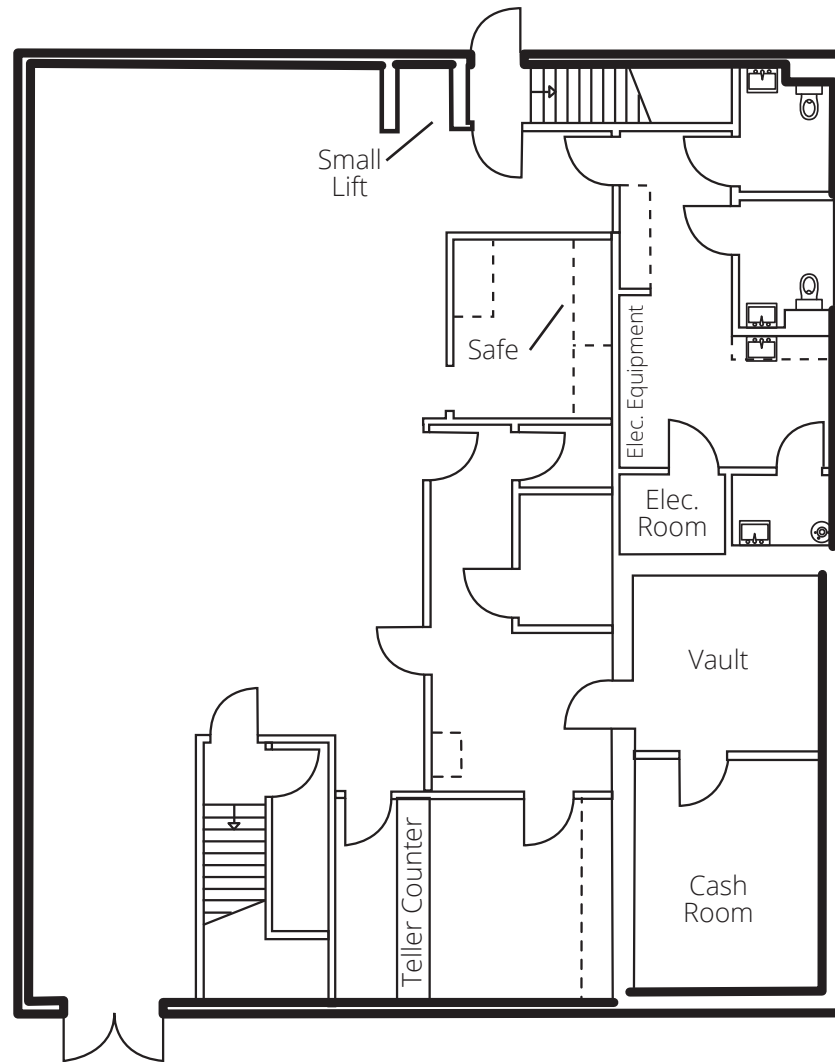 Small
Lift
Safe
Elec. Equipment
Elec.
Room
Vault
Teller Counter
Cash
Room